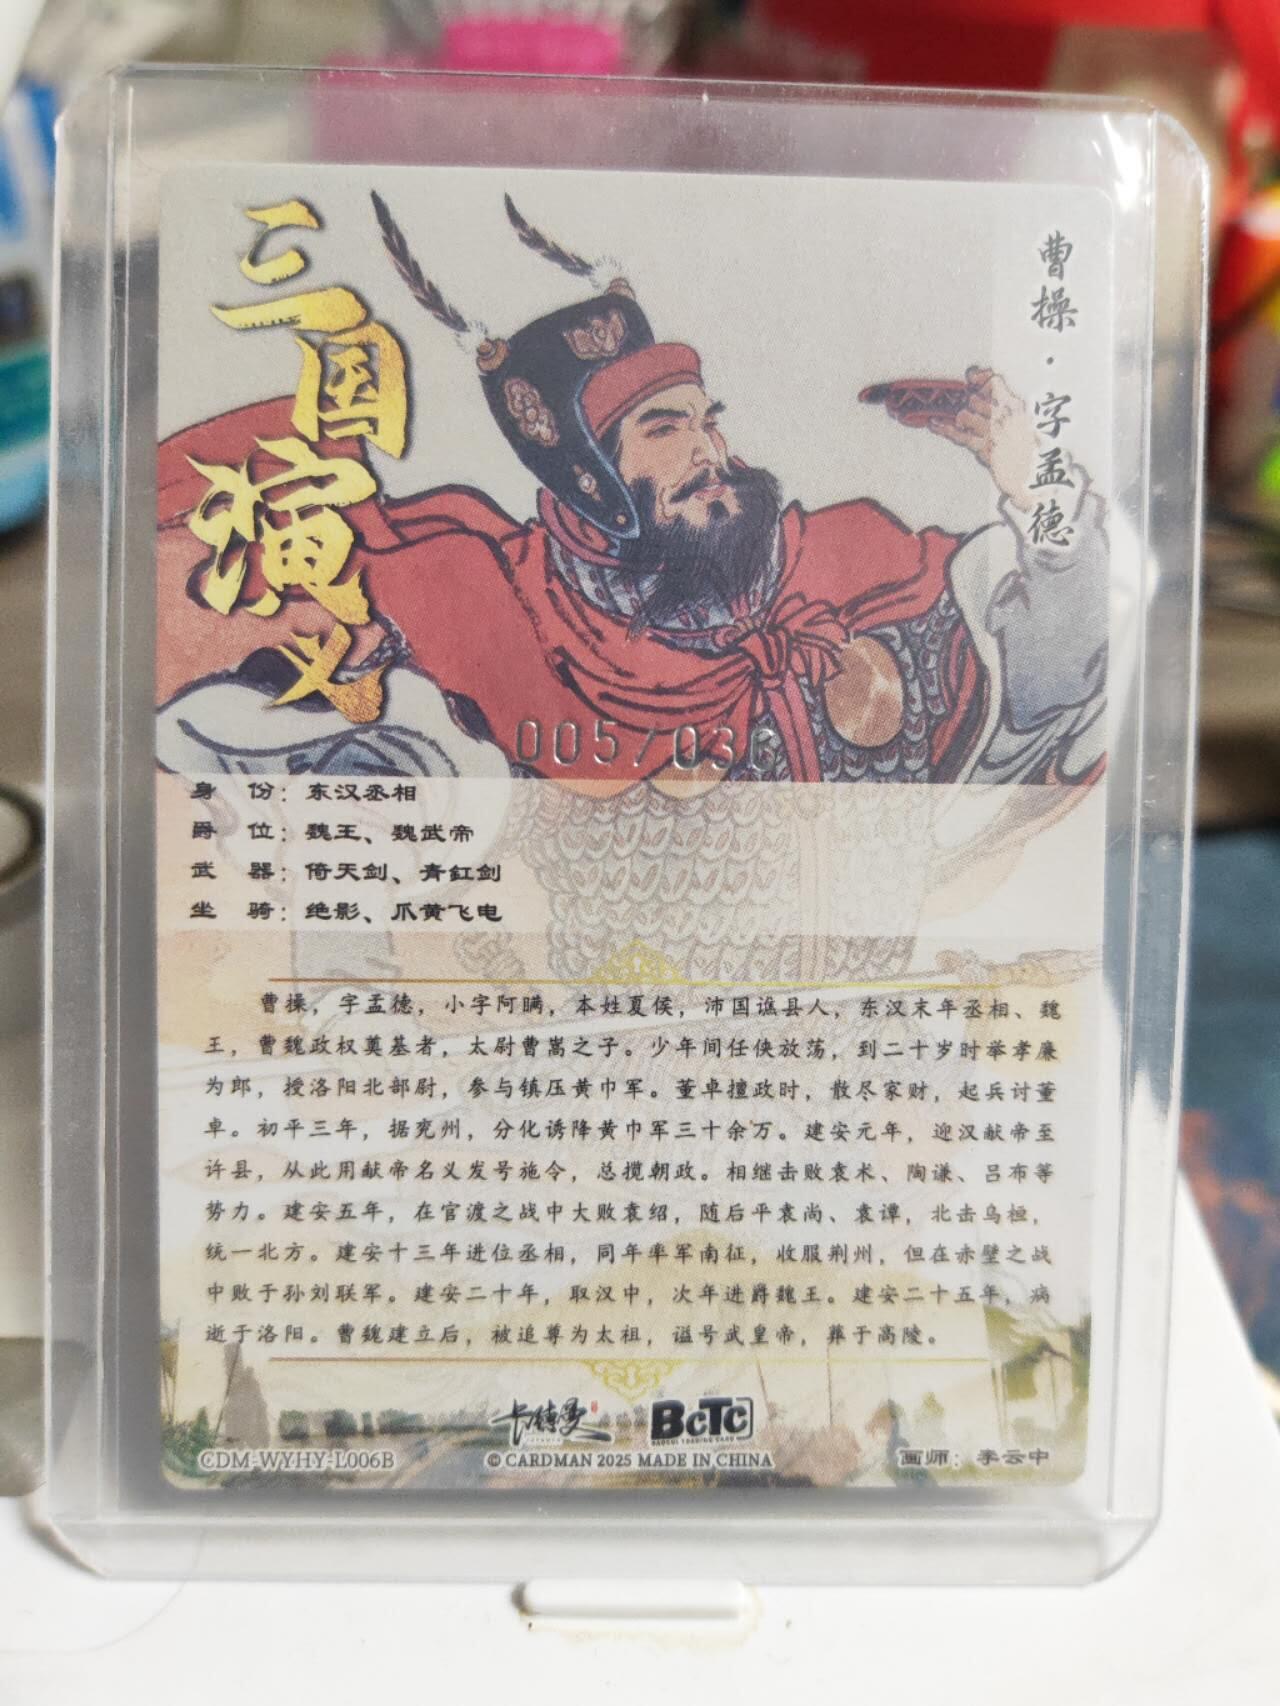 三国演义
曹操·字孟德
005/036
身份：东汉丞相
爵位：魏王、魏武帝
武器：倚天剑、青釭剑
坐骑：绝影、爪黄飞电
曹操，字孟德，小字阿瞒，本姓夏侯，沛国谯县人，东汉末年丞相、魏
王，曹魏政权奠基者，太尉曹嵩之子。少年间任侠放荡，到二十岁时举孝廉
为郎，授洛阳北部尉，参与镇压黄巾军。董卓擅政时，散尽家财，起兵讨董
卓。初平三年，据兖州，分化诱降黄巾军三十余万。建安元年，迎汉献帝至
许县，从此用献帝名义发号施令，总揽朝政。相继击败袁术、陶谦、吕布等
势力。建安五年，在官渡之战中大败袁绍，随后平袁尚、袁谭，北击乌桓，
统一北方。建安十三年进位丞相，同年率军南征，收服荆州，但在赤壁之战
中败于孙刘联军。建安二十年，取汉中，次年进爵魏王。建安二十五年，病
逝于洛阳。曹魏建立后，被追尊为太祖，谥号武皇帝，葬于高陵。
卡德曼
BCTC
CDM-WYHY-L006B
© CARDMAN 2025 MADE IN CHINA
画师：李云中